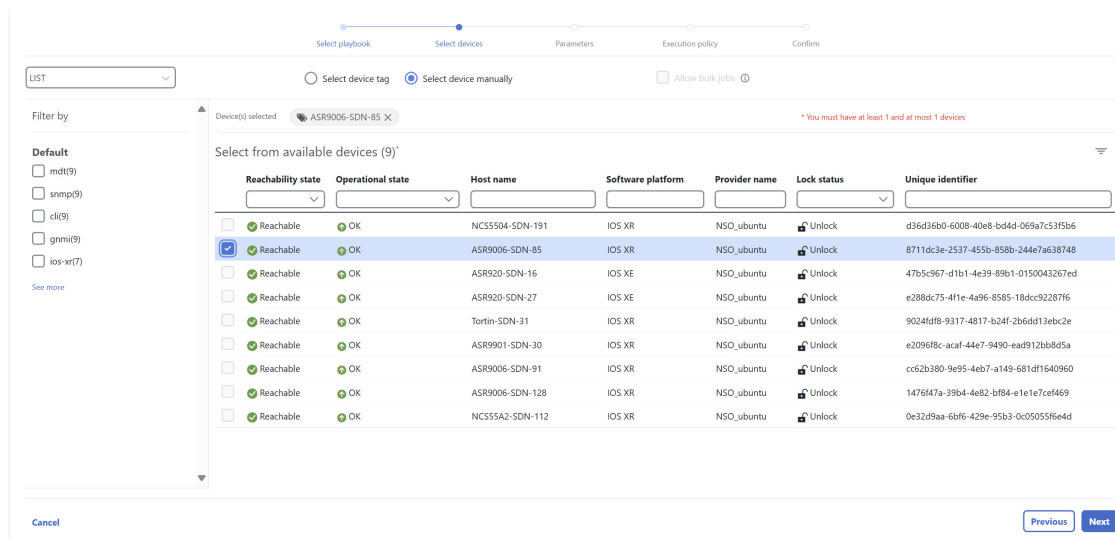 Select playbook Select devices Parameters Execution policy Confirm
LIST Select device tag Select device manually Allow bulk jobs
Filter by
Default
mdt(9)
snmp(9)
cli(9)
gnmi(9)
ios-xr(7)
See more
Device(s) selected ASR9006-SDN-85 * You must have at least 1 and at most 1 devices
Select from available devices (9)*
Reachability state Operational state Host name Software platform Provider name Lock status Unique identifier
Reachable OK NCS5504-SDN-191 IOS XR NSO_ubuntu Unlock d36d36b0-6008-40e8-bd4d-069a7c53f5b6
Reachable OK ASR9006-SDN-85 IOS XR NSO_ubuntu Unlock 8711dc3e-2537-455b-858b-244e7a638748
Reachable OK ASR920-SDN-16 IOS XE NSO_ubuntu Unlock 47b5c967-d1b1-4e39-89b1-0150043267ed
Reachable OK ASR920-SDN-27 IOS XE NSO_ubuntu Unlock e288dc75-4f1e-4a96-8585-18dcc92287f6
Reachable OK Tortin-SDN-31 IOS XR NSO_ubuntu Unlock 9024fdf8-9317-4817-b24f-2b6dd13ebc2e
Reachable OK ASR9901-SDN-30 IOS XR NSO_ubuntu Unlock e2096f8c-acaf-44e7-9490-ead912bb8d5a
Reachable OK ASR9006-SDN-91 IOS XR NSO_ubuntu Unlock cc62b380-9e95-4eb7-a149-681df1640960
Reachable OK ASR9006-SDN-128 IOS XR NSO_ubuntu Unlock 1476f47a-39b4-4e82-bf84-e1e1e7cef469
Reachable OK NCS55A2-SDN-112 IOS XR NSO_ubuntu Unlock 0e32d9aa-6bf6-429e-95b3-0c05055f6e4d
Cancel Previous Next